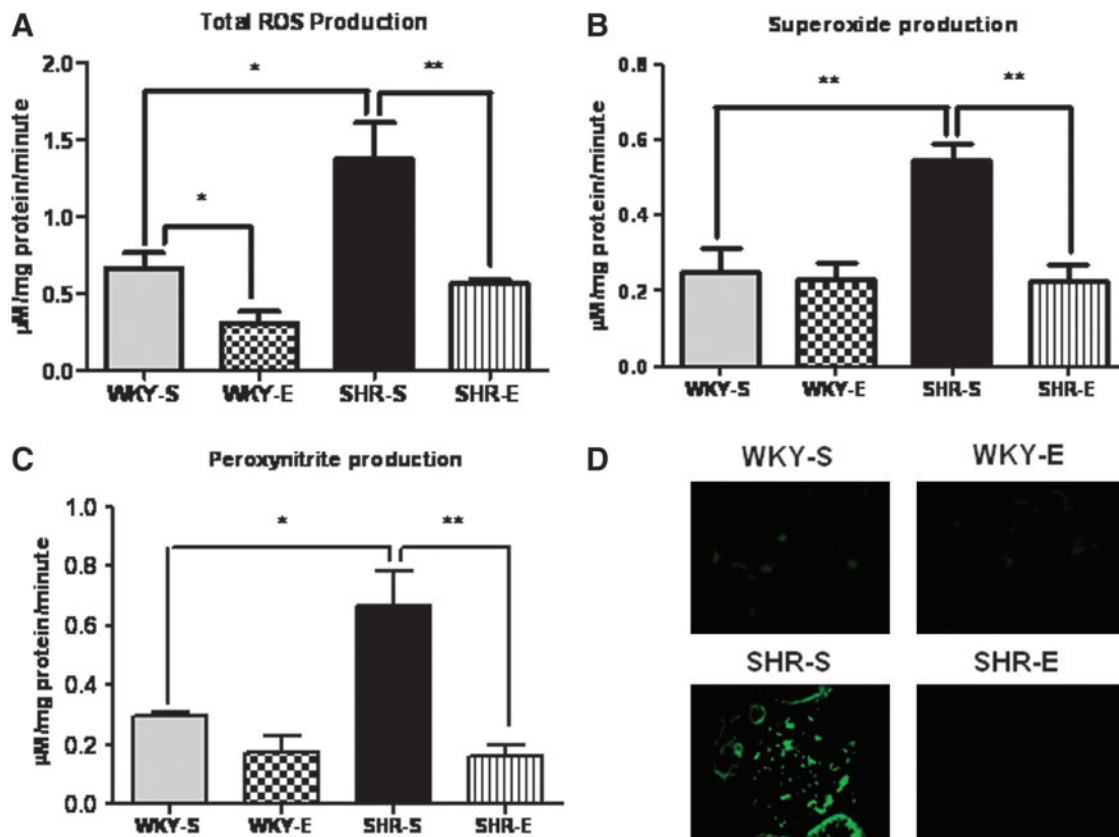 A
Total ROS Production
µM/mg protein/minute
2.0
1.5
1.0
0.5
0.0
*
**
*
WKY-S WKY-E SHR-S SHR-E
B
Superoxide production
µM/mg protein/minute
0.8
0.6
0.4
0.2
0.0
**
**
WKY-S WKY-E SHR-S SHR-E
C
Peroxynitrite production
µM/mg protein/minute
1.0
0.8
0.6
0.4
0.2
0.0
*
**
WKY-S WKY-E SHR-S SHR-E
D
WKY-S WKY-E
SHR-S SHR-E